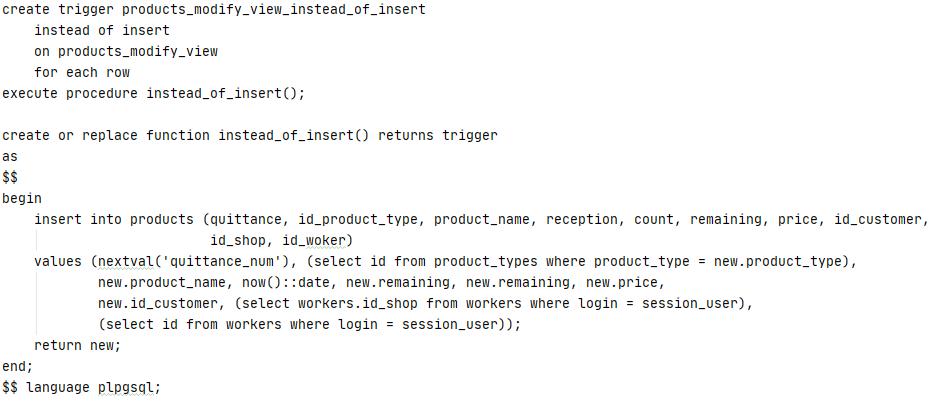 create trigger products_modify_view_instead_of_insert
    instead of insert
    on products_modify_view
    for each row
execute procedure instead_of_insert();

create or replace function instead_of_insert() returns trigger
as
$$
begin
    insert into products (quittance, id_product_type, product_name, reception, count, remaining, price, id_customer,
                          id_shop, id_woker)
    values (nextval('quittance_num'), (select id from product_types where product_type = new.product_type),
            new.product_name, now()::date, new.remaining, new.remaining, new.price,
            new.id_customer, (select workers.id_shop from workers where login = session_user),
            (select id from workers where login = session_user));
    return new;
end;
$$ language plpgsql;